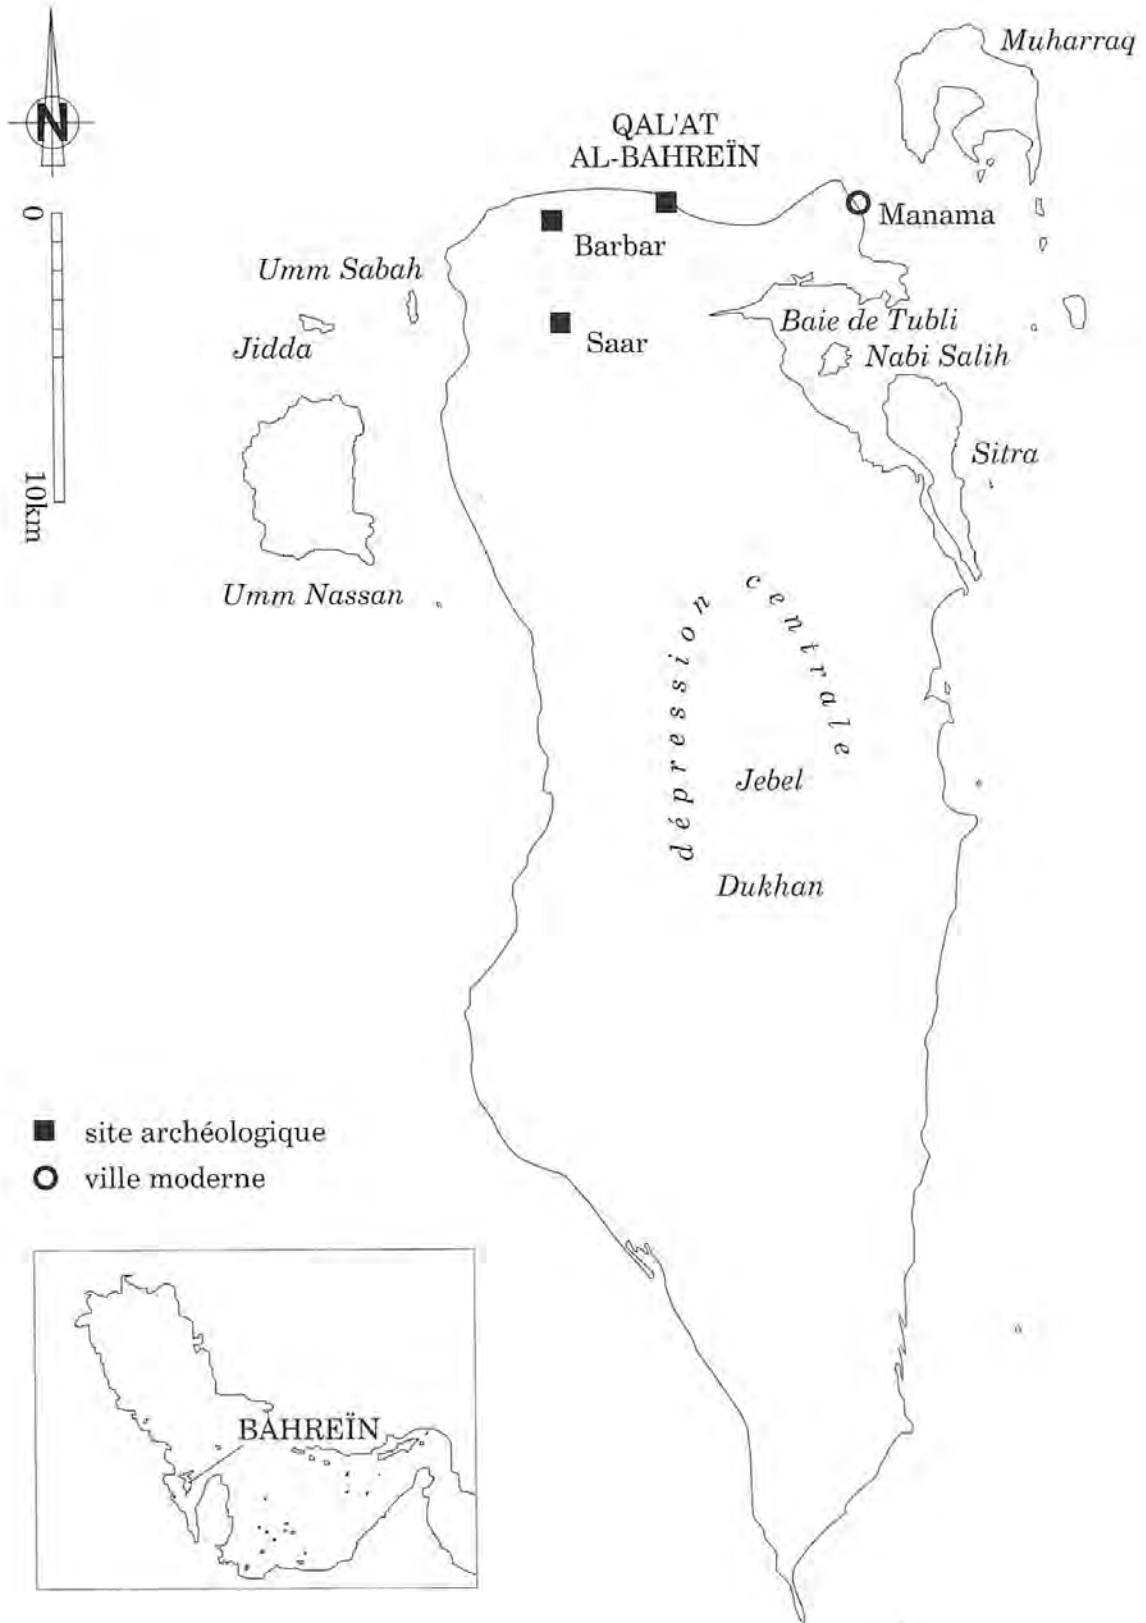 Muharraq
N
QAL'AT
AL-BAHREÏN
0
Manama
Barbar
Umm Sabah
Baie de Tubli
Jidda
Saar
Nabi Salih
Sitra
10km
Umm Nassan
dépression centrale
Jebel
Dukhan
site archéologique
ville moderne
BAHREÏN